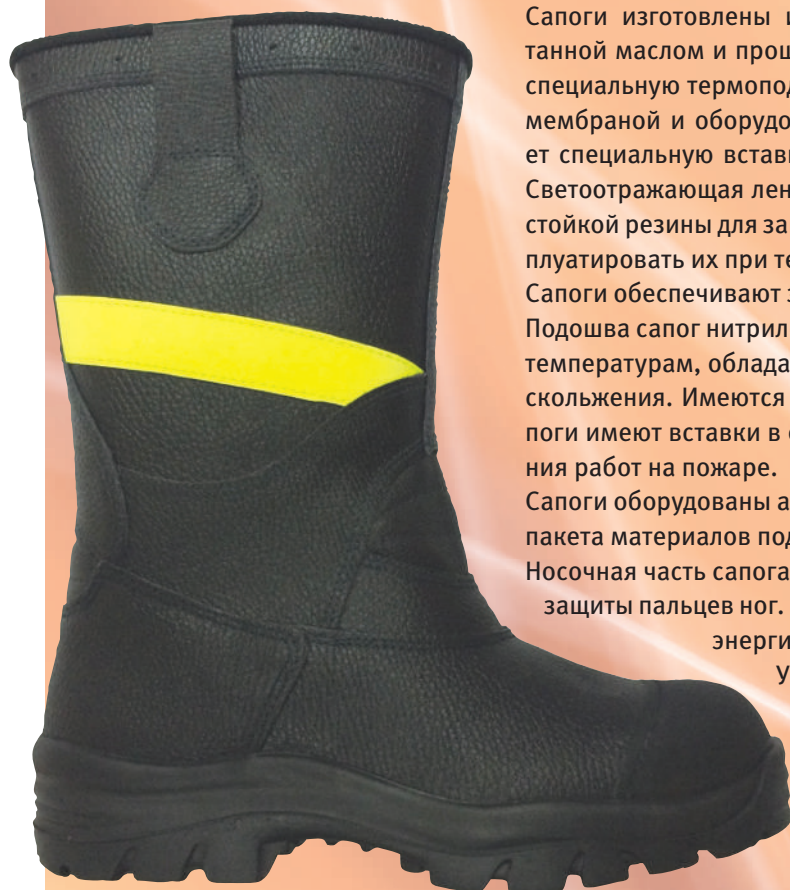 Сапоги изготовлены и
танной маслом и прош
специальную термопод
мембраной и оборудо
ет специальную встав
Светоотражающая лен
стойкой резины для за
плуатировать их при те
Сапоги обеспечивают з
Подошва сапог нитрил
температурам, облада
скольжения. Имеются
поги имеют вставки в
ния работ на пожаре.
Сапоги оборудованы а
пакета материалов под
Носочная часть сапога
защиты пальцев ног.
энерги
У